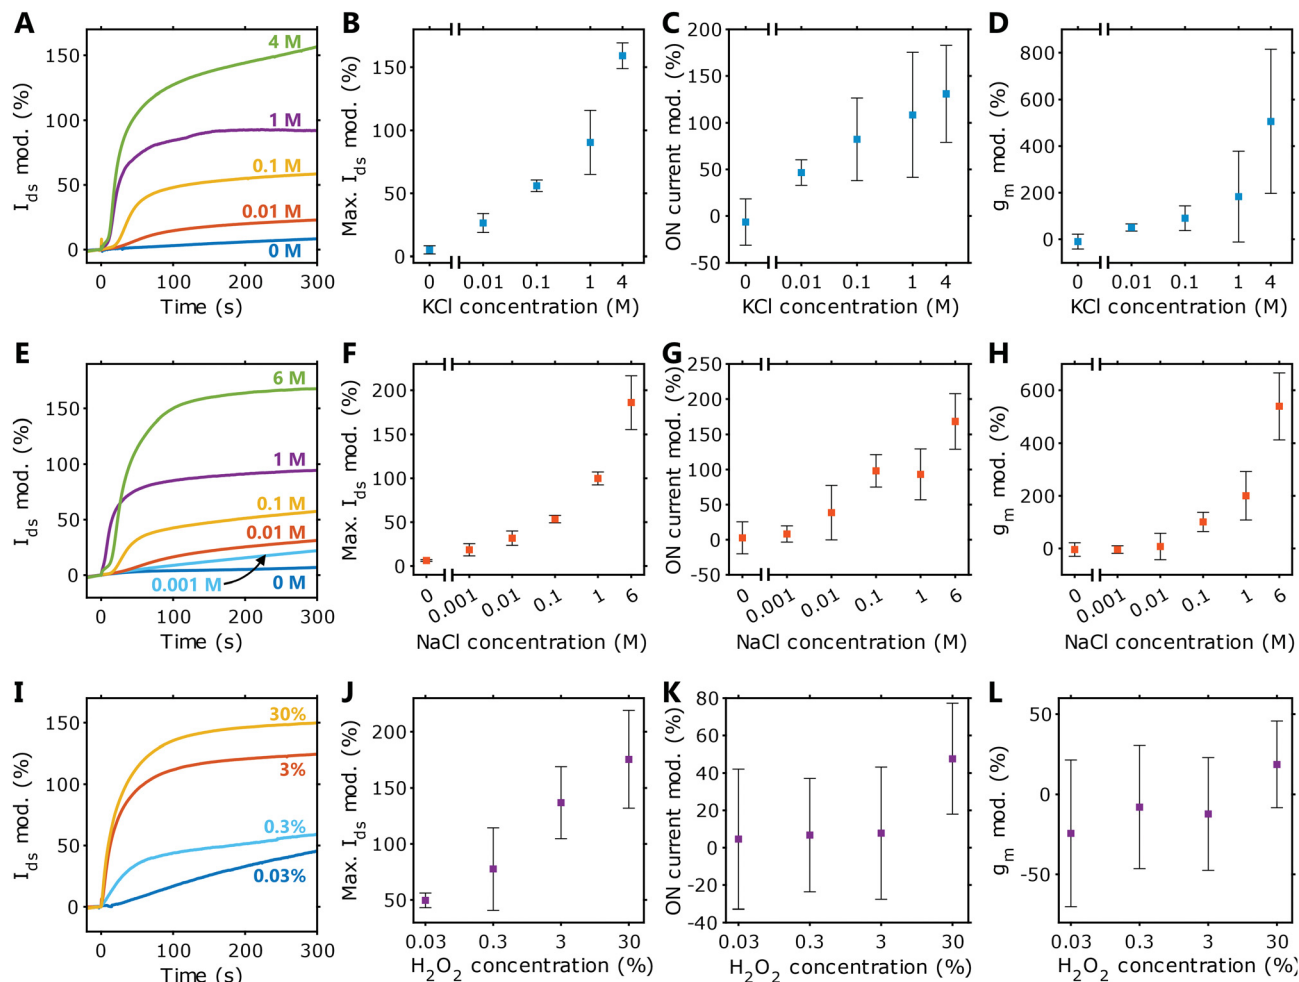 A
I_ds mod. (%)
150
100
50
0
4 M
1 M
0.1 M
0.01 M
0 M
0 100 200 300
Time (s)
B
Max. I_ds mod. (%)
150
100
50
0
0 0.01 0.1 1 4
KCl concentration (M)
C
ON current mod. (%)
200
150
100
50
0
-50
0 0.01 0.1 1 4
KCl concentration (M)
D
g_m mod. (%)
800
600
400
200
0
0 0.01 0.1 1 4
KCl concentration (M)
E
I_ds mod. (%)
150
100
50
0
6 M
1 M
0.1 M
0.01 M
0.001 M
0 M
0 100 200 300
Time (s)
F
Max. I_ds mod. (%)
200
150
100
50
0
0 0.001 0.01 0.1 1 6
NaCl concentration (M)
G
ON current mod. (%)
250
200
150
100
50
0
-50
0 0.001 0.01 0.1 1 6
NaCl concentration (M)
H
g_m mod. (%)
600
400
200
0
0 0.001 0.01 0.1 1 6
NaCl concentration (M)
I
I_ds mod. (%)
150
100
50
0
30%
3%
0.3%
0.03%
0 100 200 300
Time (s)
J
Max. I_ds mod. (%)
200
150
100
50
0.03 0.3 3 30
H₂O₂ concentration (%)
K
ON current mod. (%)
80
60
40
20
0
-20
-40
0.03 0.3 3 30
H₂O₂ concentration (%)
L
g_m mod. (%)
50
0
-50
0.03 0.3 3 30
H₂O₂ concentration (%)